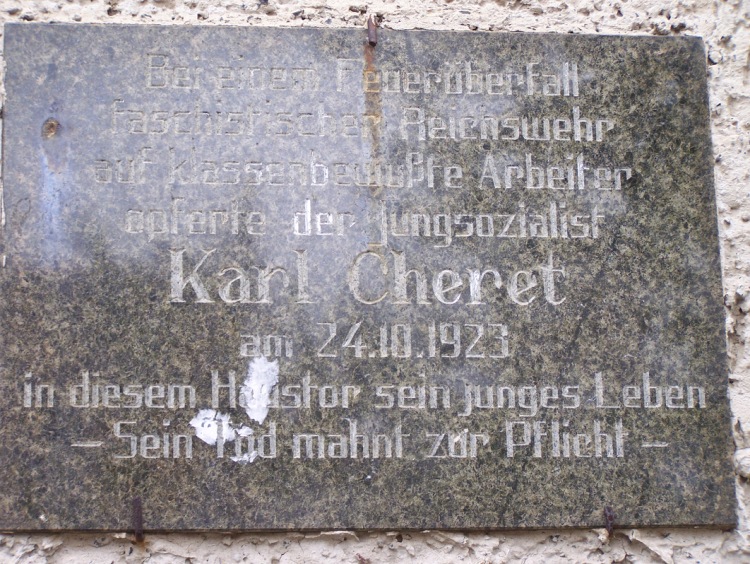 Bei einem Feuerüberfall
faschistischer Reichswehr
auf klassenbewußte Arbeiter
opferte der Jungsozialist
Karl Cheret
am 24.10.1923
in diesem Haustor sein junges Leben
– Sein Tod mahnt zur Pflicht –